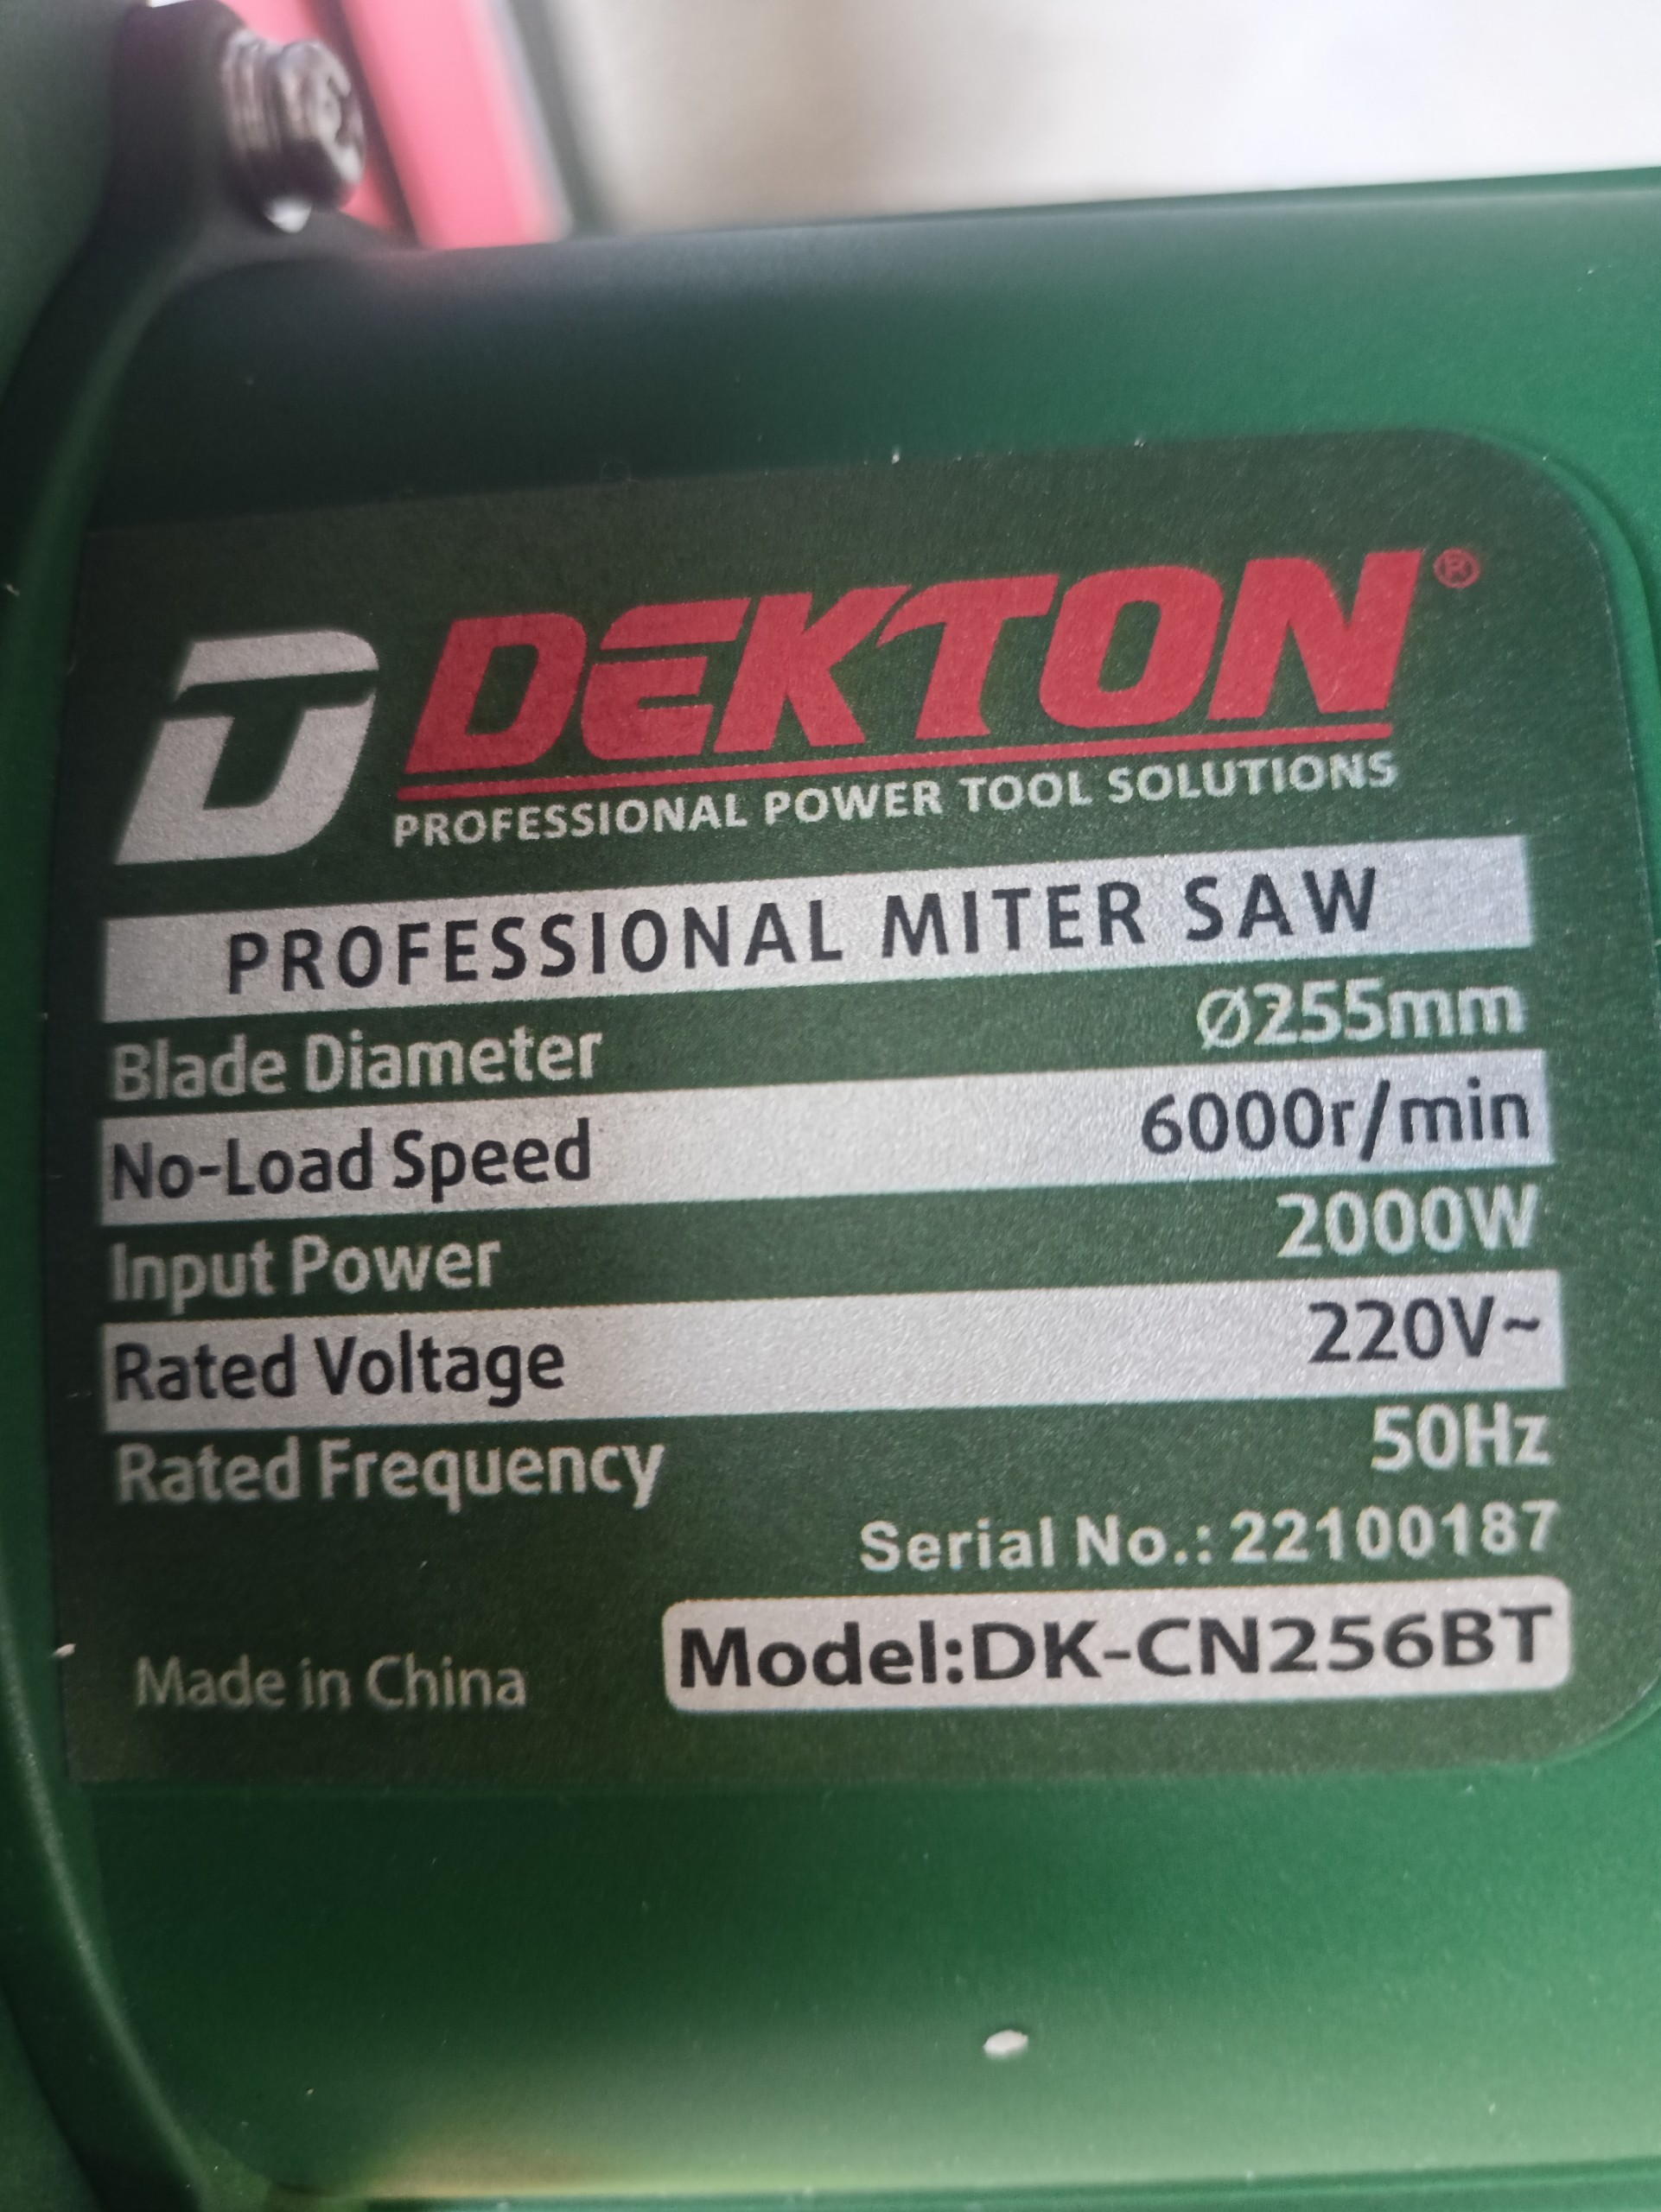 DEKTON®
PROFESSIONAL POWER TOOL SOLUTIONS
PROFESSIONAL MITER SAW
Blade Diameter Ø255mm
No-Load Speed 6000r/min
Input Power 2000W
Rated Voltage 220V~
Rated Frequency 50Hz
Serial No.: 22100187
Made in China Model:DK-CN256BT